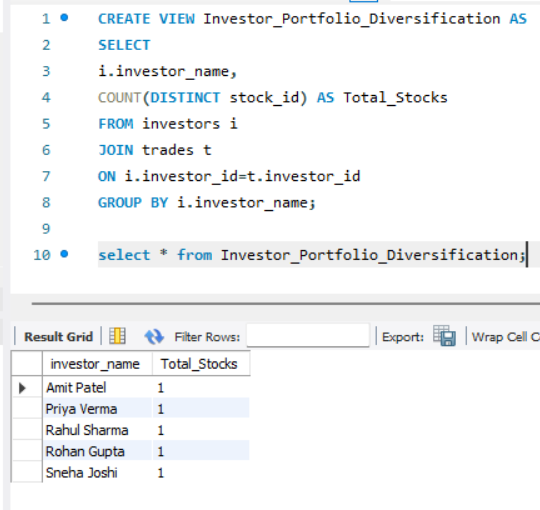 1 CREATE VIEW Investor_Portfolio_Diversification AS
2 SELECT
3 i.investor_name,
4 COUNT(DISTINCT stock_id) AS Total_Stocks
5 FROM investors i
6 JOIN trades t
7 ON i.investor_id=t.investor_id
8 GROUP BY i.investor_name;
9
10 select * from Investor_Portfolio_Diversification;
Result Grid Filter Rows: Export: Wrap Cell C
investor_name Total_Stocks
Amit Patel 1
Priya Verma 1
Rahul Sharma 1
Rohan Gupta 1
Sneha Joshi 1